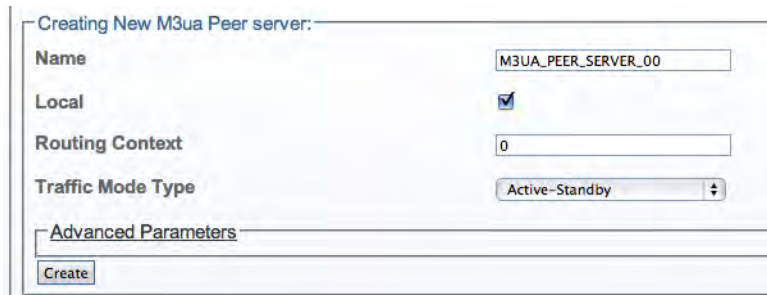 Creating New M3ua Peer server:
Name M3UA_PEER_SERVER_00
Local
Routing Context 0
Traffic Mode Type Active-Standby
Advanced Parameters
Create